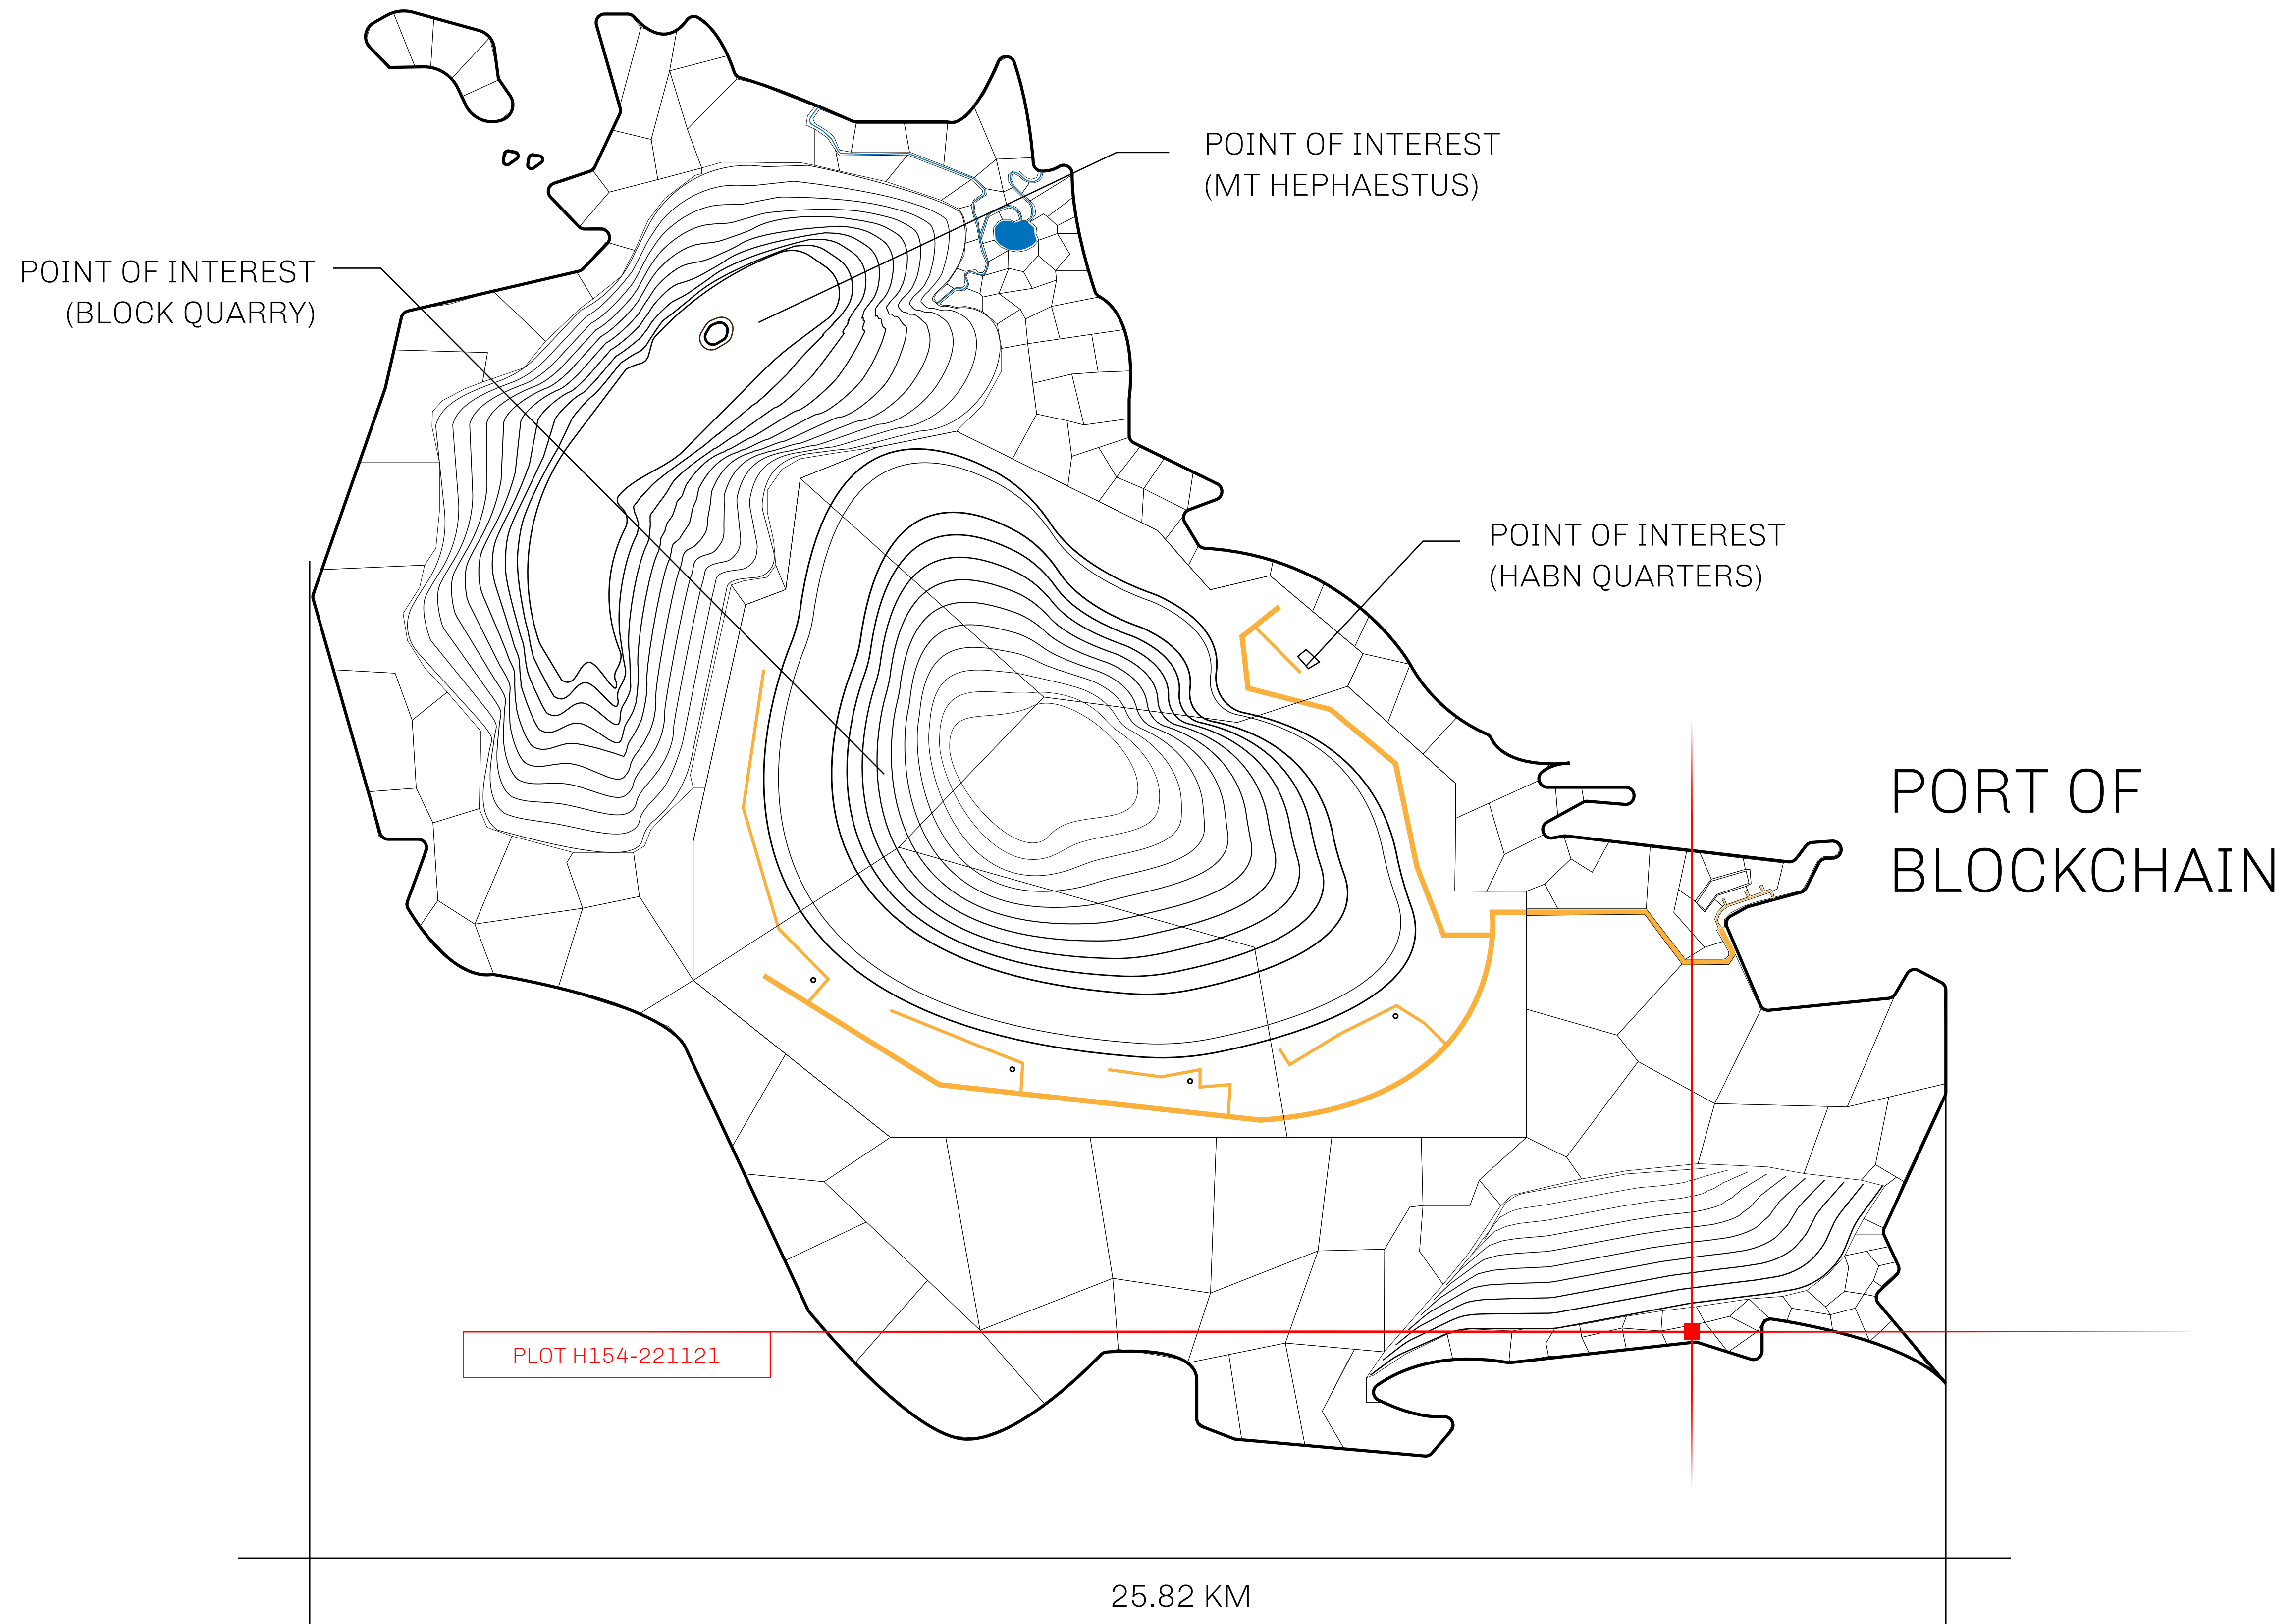 POINT OF INTEREST
(MT HEPHAESTUS)
POINT OF INTEREST
(BLOCK QUARRY)
POINT OF INTEREST
(HABN QUARTERS)
PORT OF
BLOCKCHAIN
PLOT H154-221121
25.82 KM